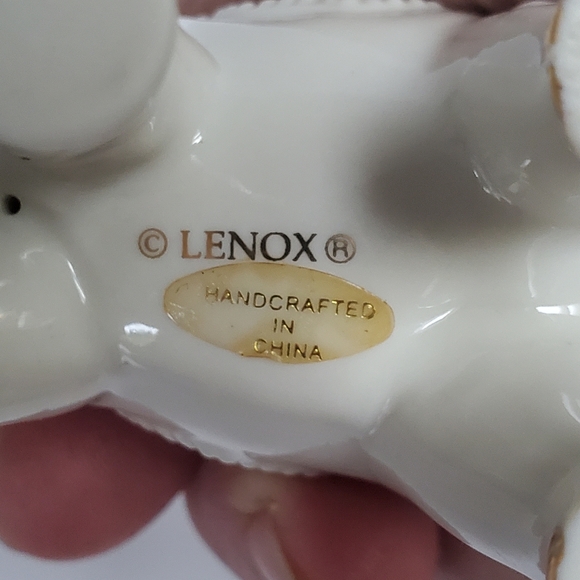 © LENOX ®
HANDCRAFTED
IN
CHINA